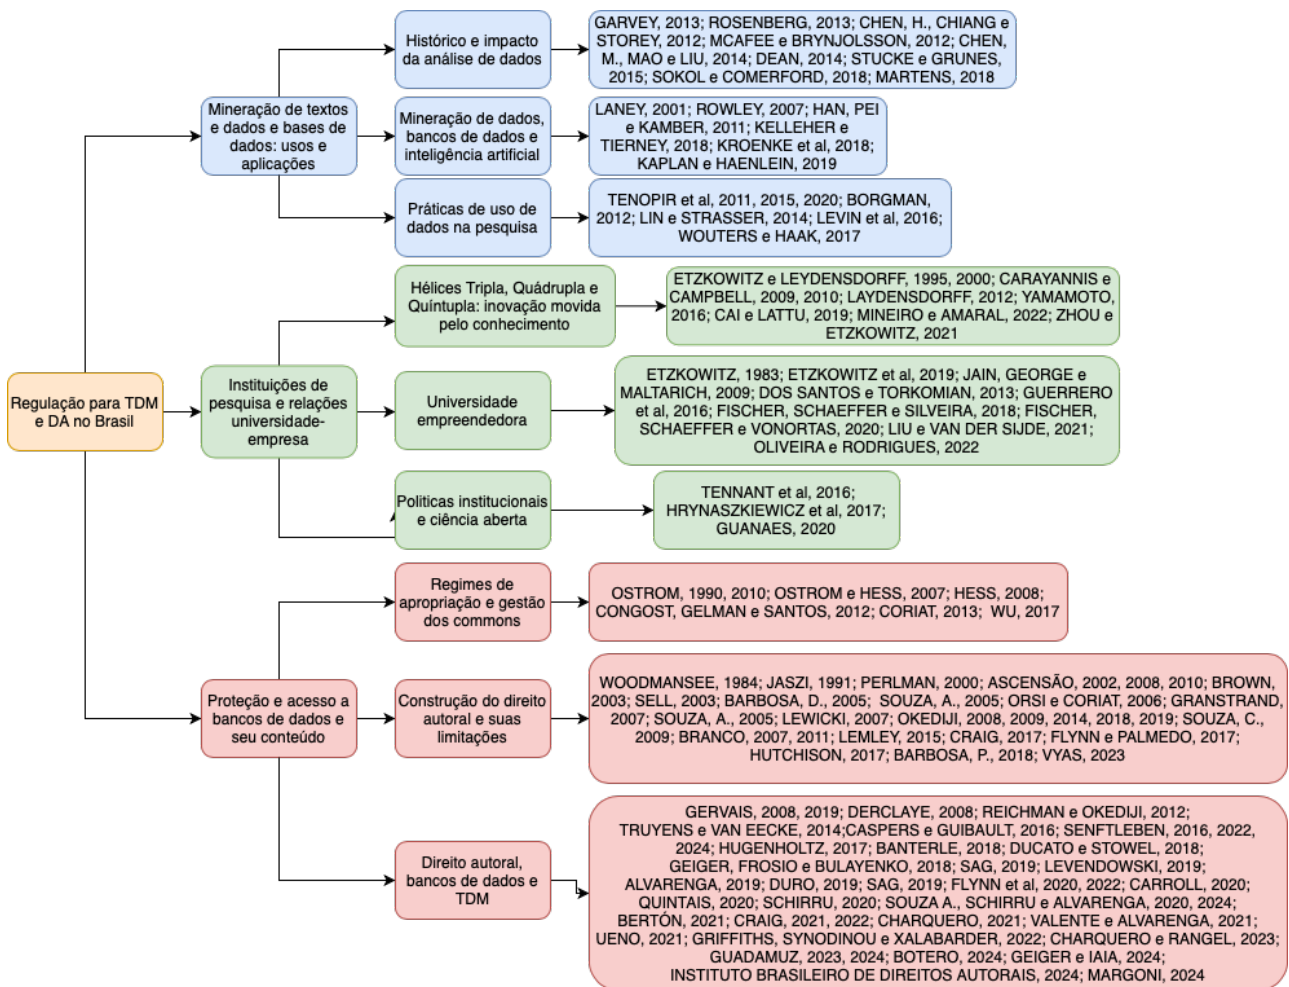 Regulação para TDM
e DA no Brasil
Mineração de textos
e dados e bases de
dados: usos e
aplicações
Histórico e impacto
da análise de dados
GARVEY, 2013; ROSENBERG, 2013; CHEN, H., CHIANG e
STOREY, 2012; MCAFEE e BRYNJOLSSON, 2012; CHEN,
M., MAO e LIU, 2014; DEAN, 2014; STUCKE e GRUNES,
2015; SOKOL e COMERFORD, 2018; MARTENS, 2018
Mineração de dados,
bancos de dados e
inteligência artificial
LANEY, 2001; ROWLEY, 2007; HAN, PEI
e KAMBER, 2011; KELLEHER e
TIERNEY, 2018; KROENKE et al, 2018;
KAPLAN e HAENLEIN, 2019
Práticas de uso de
dados na pesquisa
TENOPIR et al, 2011, 2015, 2020; BORGMAN,
2012; LIN e STRASSER, 2014; LEVIN et al, 2016;
WOUTERS e HAAK, 2017
Instituições de
pesquisa e relações
universidade-
empresa
Hélices Tripla, Quádrupla e
Quíntupla: inovação movida
pelo conhecimento
ETZKOWITZ e LEYDENSDORFF, 1995, 2000; CARAYANNIS e
CAMPBELL, 2009, 2010; LAYDENSDORFF, 2012; YAMAMOTO,
2016; CAI e LATTU, 2019; MINEIRO e AMARAL, 2022; ZHOU e
ETZKOWITZ, 2021
Universidade
empreendedora
ETZKOWITZ, 1983; ETZKOWITZ et al, 2019; JAIN, GEORGE e
MALTARICH, 2009; DOS SANTOS e TORKOMIAN, 2013; GUERRERO
et al, 2016; FISCHER, SCHAEFFER e SILVEIRA, 2018; FISCHER,
SCHAEFFER e VONORTAS, 2020; LIU e VAN DER SIJDE, 2021;
OLIVEIRA e RODRIGUES, 2022
Politicas institucionais
e ciência aberta
TENNANT et al, 2016;
HRYNASZKIEWICZ et al, 2017;
GUANAES, 2020
Proteção e acesso a
bancos de dados e
seu conteúdo
Regimes de
apropriação e gestão
dos commons
OSTROM, 1990, 2010; OSTROM e HESS, 2007; HESS, 2008;
CONGOST, GELMAN e SANTOS, 2012; CORIAT, 2013; WU, 2017
Construção do direito
autoral e suas
limitações
WOODMANSEE, 1984; JASZI, 1991; PERLMAN, 2000; ASCENSÃO, 2002, 2008, 2010; BROWN,
2003; SELL, 2003; BARBOSA, D., 2005; SOUZA, A., 2005; ORSI e CORIAT, 2006; GRANSTRAND,
2007; SOUZA, A., 2005; LEWICKI, 2007; OKEDIJI, 2008, 2009, 2014, 2018, 2019; SOUZA, C.,
2009; BRANCO, 2007, 2011; LEMLEY, 2015; CRAIG, 2017; FLYNN e PALMEDO, 2017;
HUTCHISON, 2017; BARBOSA, P., 2018; VYAS, 2023
Direito autoral,
bancos de dados e
TDM
GERVAIS, 2008, 2019; DERCLAYE, 2008; REICHMAN e OKEDIJI, 2012;
TRUYENS e VAN EECKE, 2014;CASPERS e GUIBAULT, 2016; SENFTLEBEN, 2016, 2022,
2024; HUGENHOLTZ, 2017; BANTERLE, 2018; DUCATO e STOWEL, 2018;
GEIGER, FROSIO e BULAYENKO, 2018; SAG, 2019; LEVENDOWSKI, 2019;
ALVARENGA, 2019; DURO, 2019; SAG, 2019; FLYNN et al, 2020, 2022; CARROLL, 2020;
QUINTAIS, 2020; SCHIRRU, 2020; SOUZA A., SCHIRRU e ALVARENGA, 2020, 2024;
BERTÓN, 2021; CRAIG, 2021, 2022; CHARQUERO, 2021; VALENTE e ALVARENGA, 2021;
UENO, 2021; GRIFFITHS, SYNODINOU e XALABARDER, 2022; CHARQUERO e RANGEL, 2023;
GUADAMUZ, 2023, 2024; BOTERO, 2024; GEIGER e IAIA, 2024;
INSTITUTO BRASILEIRO DE DIREITOS AUTORAIS, 2024; MARGONI, 2024